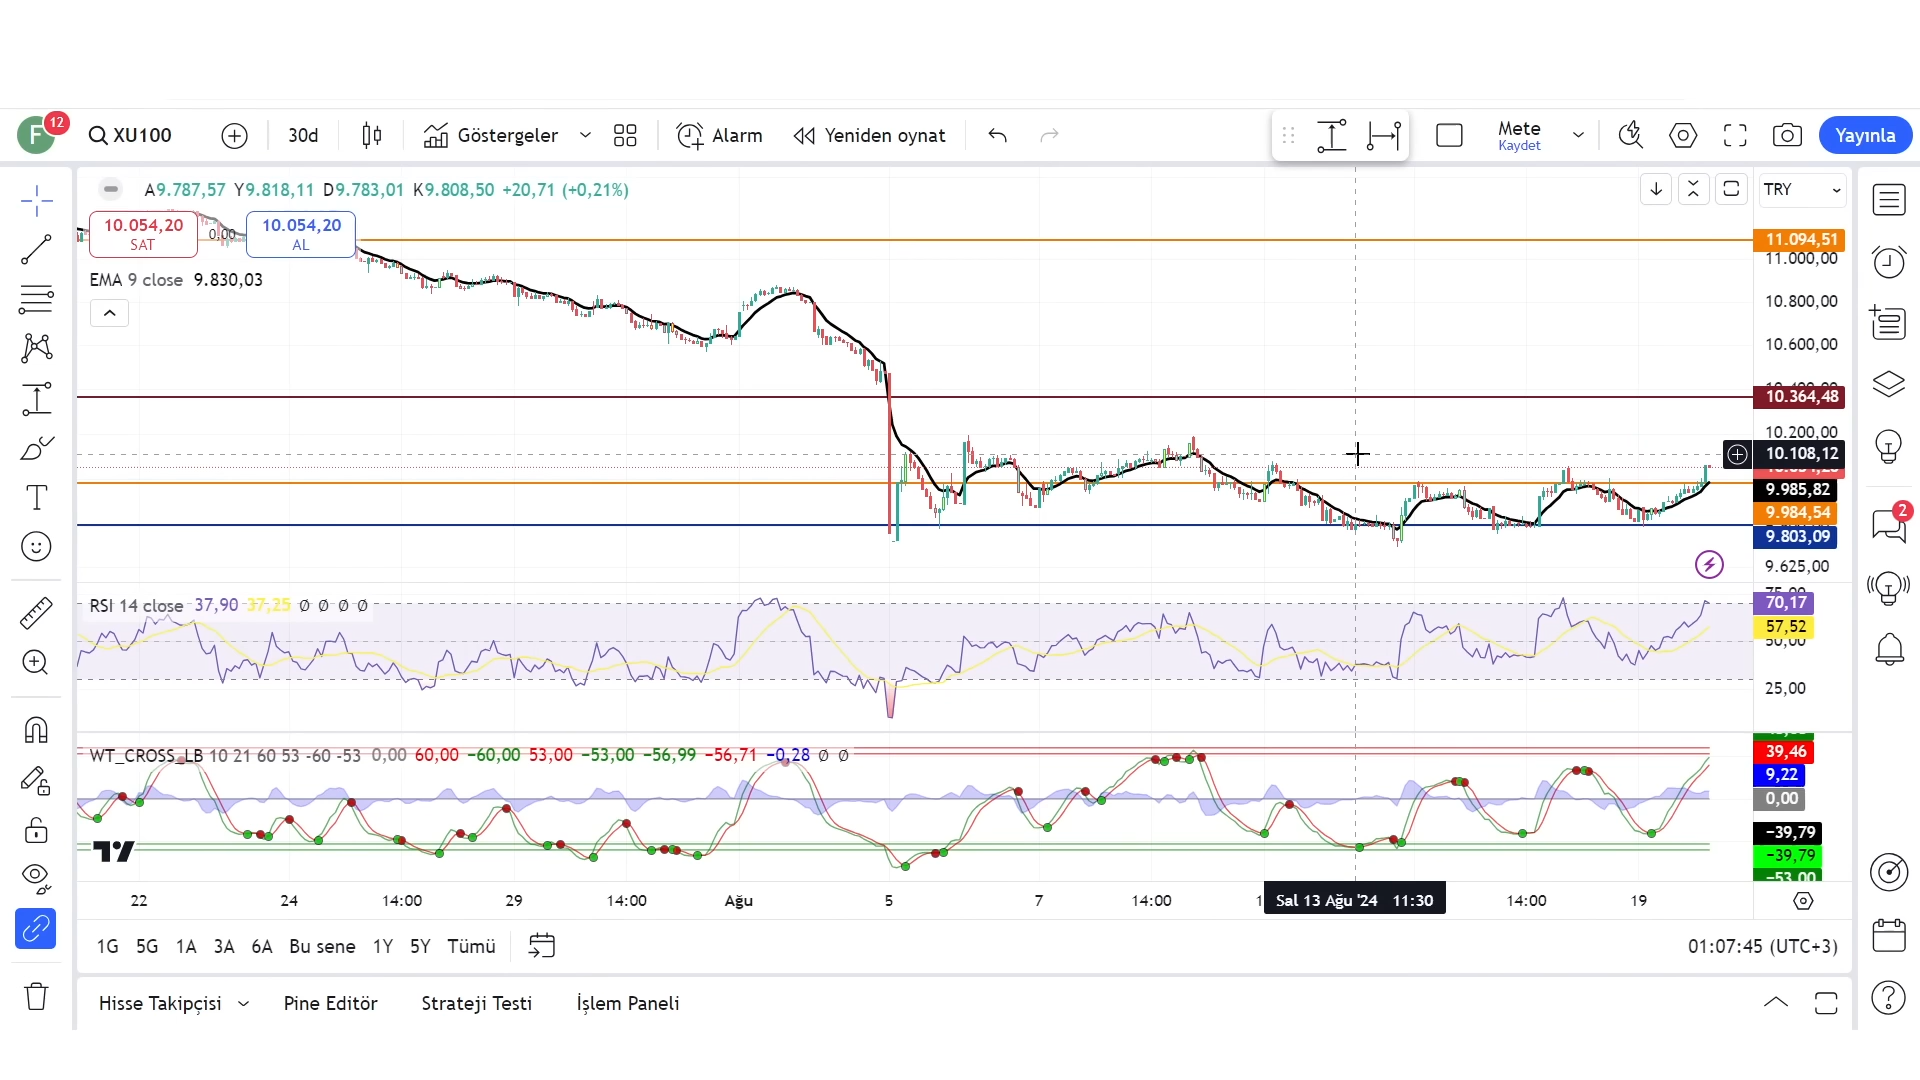 F 12 XU100 30d Göstergeler Alarm Yeniden oynat Mete Kaydet Yayınla
A9.787,57 Y9.818,11 D9.783,01 K9.808,50 +20,71 (+0,21%) TRY
10.054,20 SAT 0,00 10.054,20 AL
EMA 9 close 9.830,03
11.094,51
11.000,00
10.800,00
10.600,00
10.364,48
10.200,00
10.108,12
9.985,82
9.984,54
9.803,09
9.625,00
2
RSI 14 close 37,90 37,25 Ø Ø Ø Ø
70,17
57,52
50,00
25,00
WT_CROSS_LB 10 21 60 53 -60 -53 0,00 60,00 −60,00 53,00 −53,00 −56,99 −56,71 −0,28 Ø Ø
39,46
9,22
0,00
−39,79
−39,79
−53,00
22 24 14:00 29 14:00 Ağu 5 7 14:00 Sal 13 Ağu '24 11:30 14:00 19
1G 5G 1A 3A 6A Bu sene 1Y 5Y Tümü 01:07:45 (UTC+3)
Hisse Takipçisi Pine Editör Strateji Testi İşlem Paneli